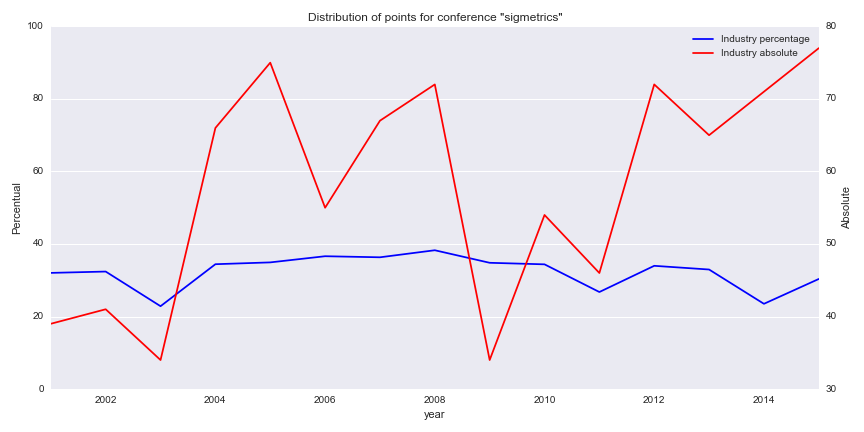 Distribution of points for conference "sigmetrics"
Industry percentage
Industry absolute
100
80
60
40
20
0
Percentual
80
70
60
50
40
30
Absolute
2002 2004 2006 2008 2010 2012 2014
year